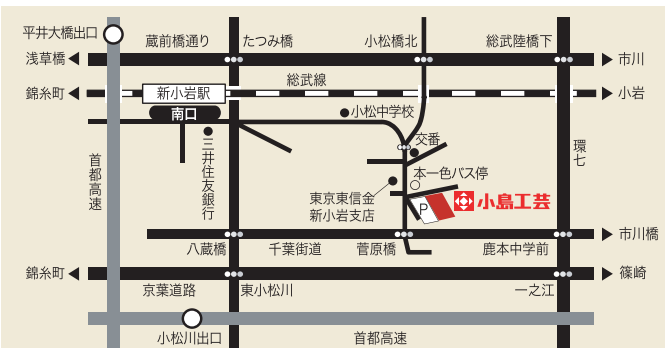 平井大橋出口
蔵前橋通り
たつみ橋
小松橋北
総武陸橋下
浅草橋
市川
総武線
錦糸町
新小岩駅
小岩
南口
小松中学校
交番
三井住友銀行
首都高速
環七
本一色バス停
東京東信金
新小岩支店
P
小島工芸
八蔵橋
千葉街道
菅原橋
鹿本中学前
市川橋
錦糸町
篠崎
京葉道路
東小松川
一之江
小松川出口
首都高速